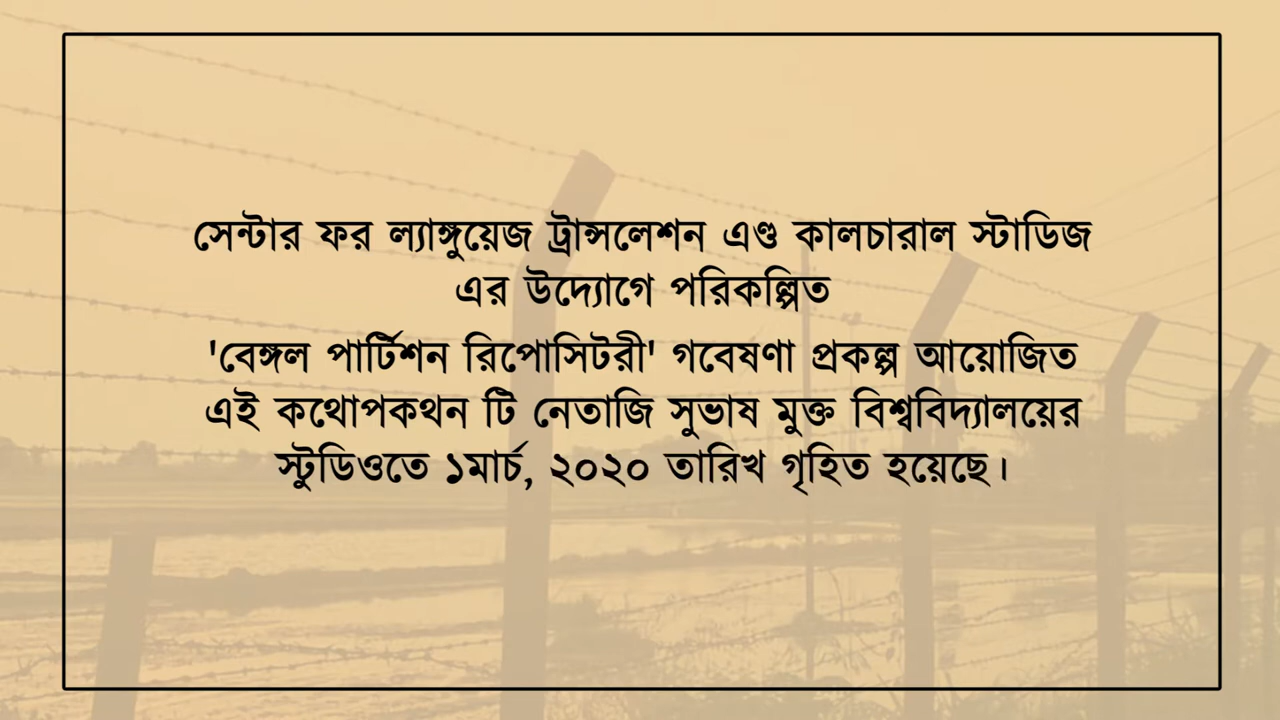 সেন্টার ফর ল্যাঙ্গুয়েজ ট্রান্সলেশন এণ্ড কালচারাল স্টাডিজ
এর উদ্যোগে পরিকল্পিত
'বেঙ্গল পার্টিশন রিপোসিটরী' গবেষণা প্রকল্প আয়োজিত
এই কথোপকথন টি নেতাজি সুভাষ মুক্ত বিশ্ববিদ্যালয়ের
স্টুডিওতে ১মার্চ, ২০২০ তারিখ গৃহিত হয়েছে।